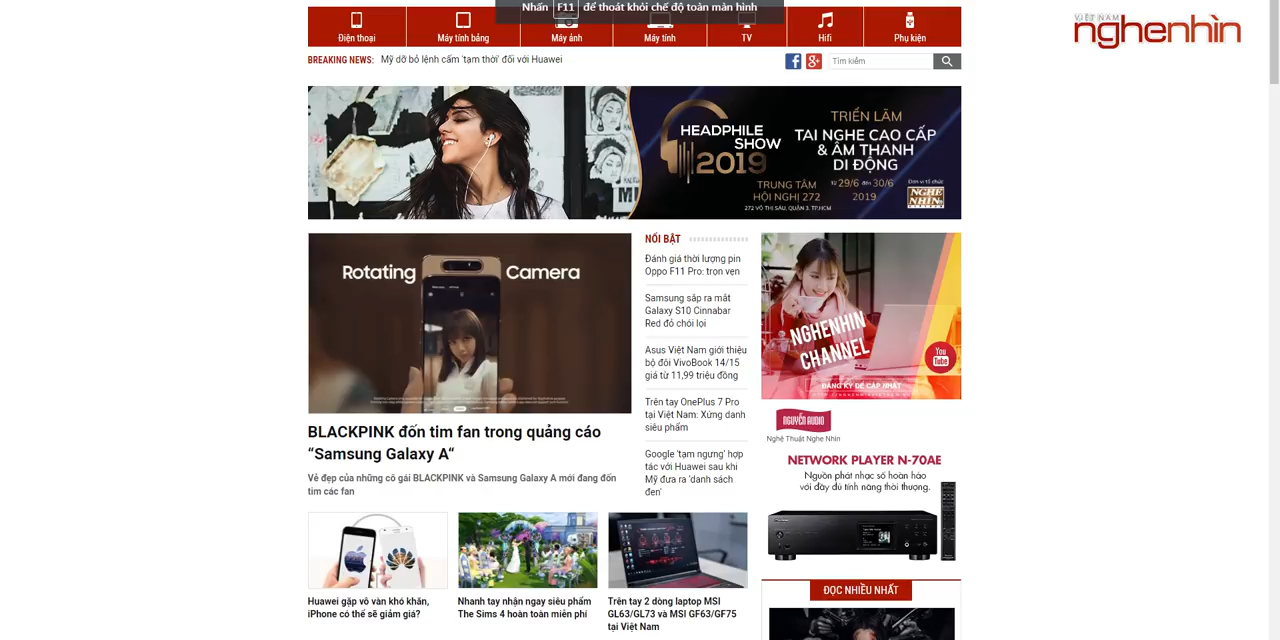 Nhấn F11 để thoát khỏi chế độ toàn màn hình
Điện thoại
Máy tính bảng
Máy ảnh
Máy tính
TV
Hifi
Phụ kiện
VIỆT NAM
nghenhìn
BREAKING NEWS: Mỹ dỡ bỏ lệnh cấm 'tạm thời' đối với Huawei
Tìm kiếm
HEADPHILE
SHOW
2019
TRIỂN LÃM
TAI NGHE CAO CẤP
& ÂM THANH
DI ĐỘNG
TRUNG TÂM
HỘI NGHỊ 272
272 VÕ THỊ SÁU, QUẬN 3, TP.HCM
Từ 29/6 đến 30/6
2019
Đơn vị tổ chức
NGHE
NHÌN
Rotating Camera
BLACKPINK đốn tim fan trong quảng cáo
“Samsung Galaxy A“
Vẻ đẹp của những cô gái BLACKPINK và Samsung Galaxy A mới đang đốn
tim các fan
NỔI BẬT
Đánh giá thời lượng pin
Oppo F11 Pro: trọn vẹn
Samsung sắp ra mắt
Galaxy S10 Cinnabar
Red đỏ chói lọi
Asus Việt Nam giới thiệu
bộ đôi VivoBook 14/15
giá từ 11,99 triệu đồng
Trên tay OnePlus 7 Pro
tại Việt Nam: Xứng danh
siêu phẩm
Google 'tạm ngưng' hợp
tác với Huawei sau khi
Mỹ đưa ra 'danh sách
đen'
NGHENHIN
CHANNEL
You
Tube
ĐĂNG KÝ ĐỂ CẬP NHẬT
NGUYỄN AUDIO
Nghệ Thuật Nghe Nhìn
NETWORK PLAYER N-70AE
Nguồn phát nhạc số hoàn hảo
với đầy đủ tính năng thời thượng.
Huawei gặp vô vàn khó khăn,
iPhone có thể sẽ giảm giá?
Nhanh tay nhận ngay siêu phẩm
The Sims 4 hoàn toàn miễn phí
Trên tay 2 dòng laptop MSI
GL63/GL73 và MSI GF63/GF75
tại Việt Nam
ĐỌC NHIỀU NHẤT